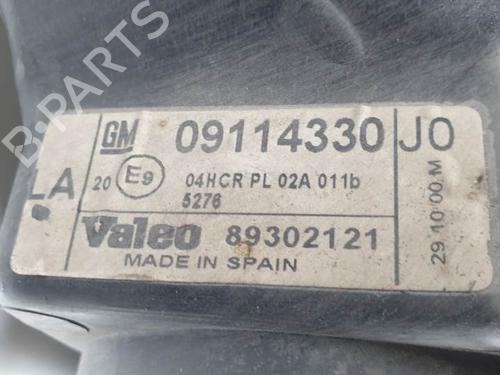 B-PARTS
GM 09114330 JO
LA 20 E9 04HCR PL 02A 011b
5276
Valeo 89302121
MADE IN SPAIN
29 10 00 M